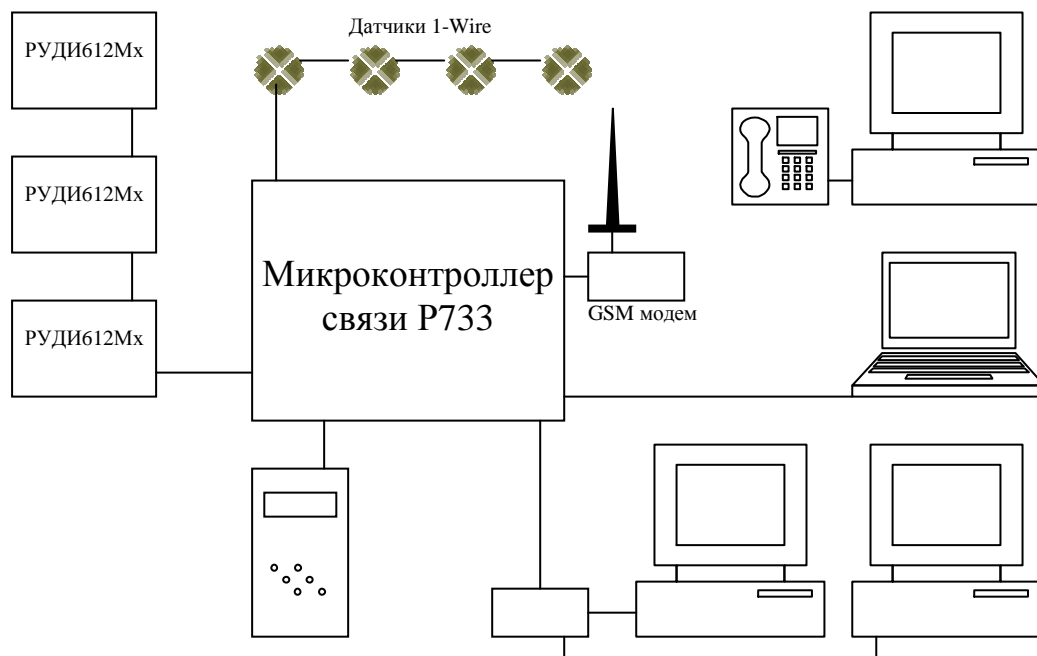 Датчики 1-Wire
РУДИ612Мх
РУДИ612Мх
РУДИ612Мх
Микроконтроллер
связи Р733
GSM модем